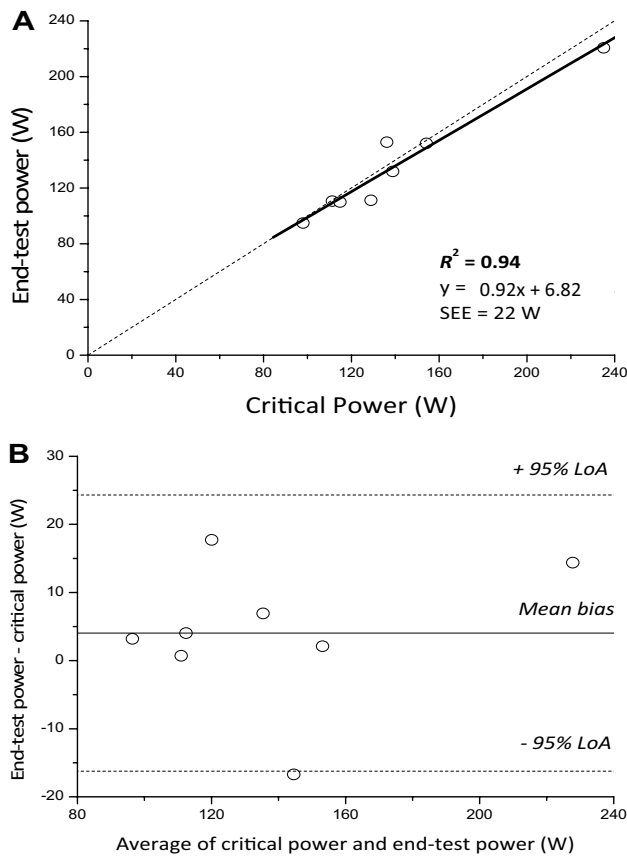 A
240
200
160
120
80
40
0
End-test power (W)
R² = 0.94
y = 0.92x + 6.82
SEE = 22 W
0 40 80 120 160 200 240
Critical Power (W)
B
30
20
10
0
-10
-20
End-test power - critical power (W)
+ 95% LoA
Mean bias
- 95% LoA
80 120 160 200 240
Average of critical power and end-test power (W)